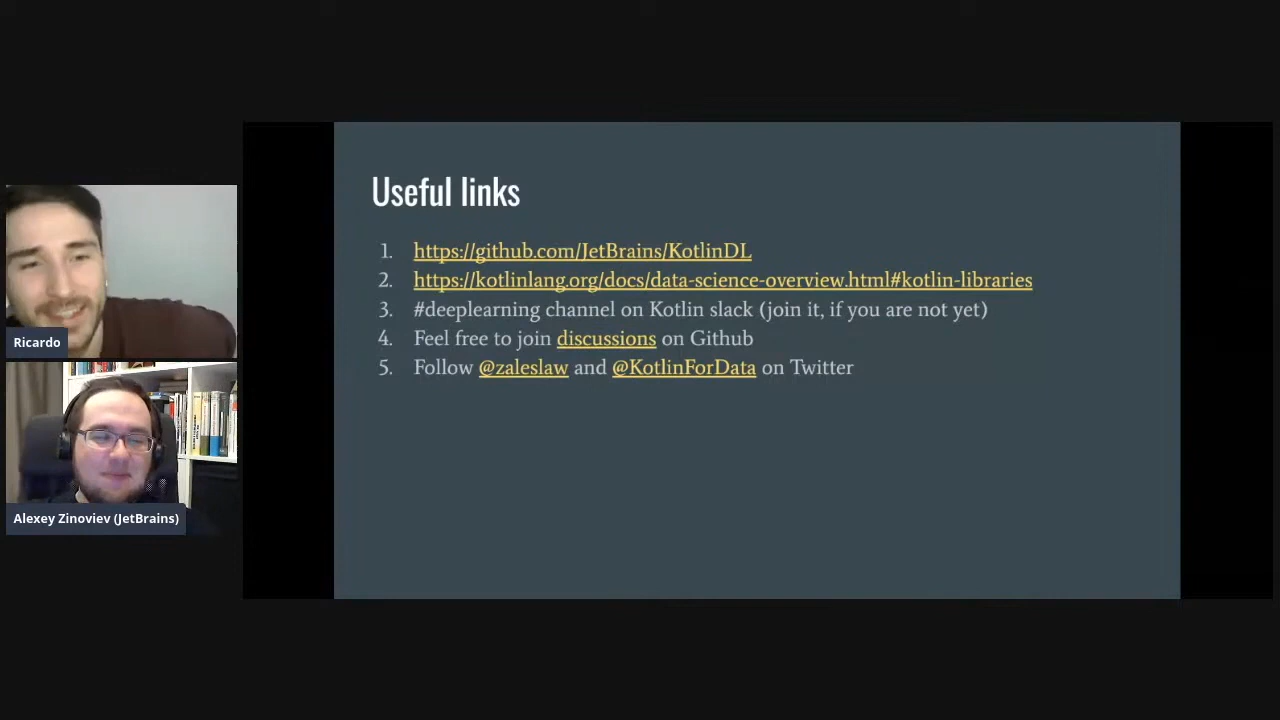 Useful links
1. https://github.com/JetBrains/KotlinDL
2. https://kotlinlang.org/docs/data-science-overview.html#kotlin-libraries
3. #deeplearning channel on Kotlin slack (join it, if you are not yet)
4. Feel free to join discussions on Github
5. Follow @zaleslaw and @KotlinForData on Twitter
Ricardo
Alexey Zinoviev (JetBrains)